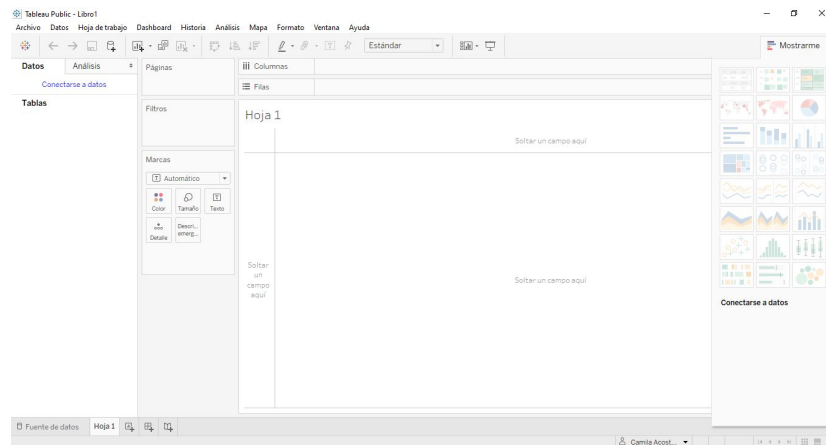 Tableau Public - Libro1
Archivo Datos Hoja de trabajo Dashboard Historia Análisis Mapa Formato Ventana Ayuda
Estándar
Mostrarme
Datos Análisis
Conectarse a datos
Tablas
Páginas
Filtros
Marcas
Automático
Color Tamaño Texto
Detalle Descri... emerg...
Columnas
Filas
Hoja 1
Soltar un campo aquí
Soltar
un
campo
aquí
Soltar un campo aquí
Conectarse a datos
Fuente de datos Hoja 1
Camila Acost...